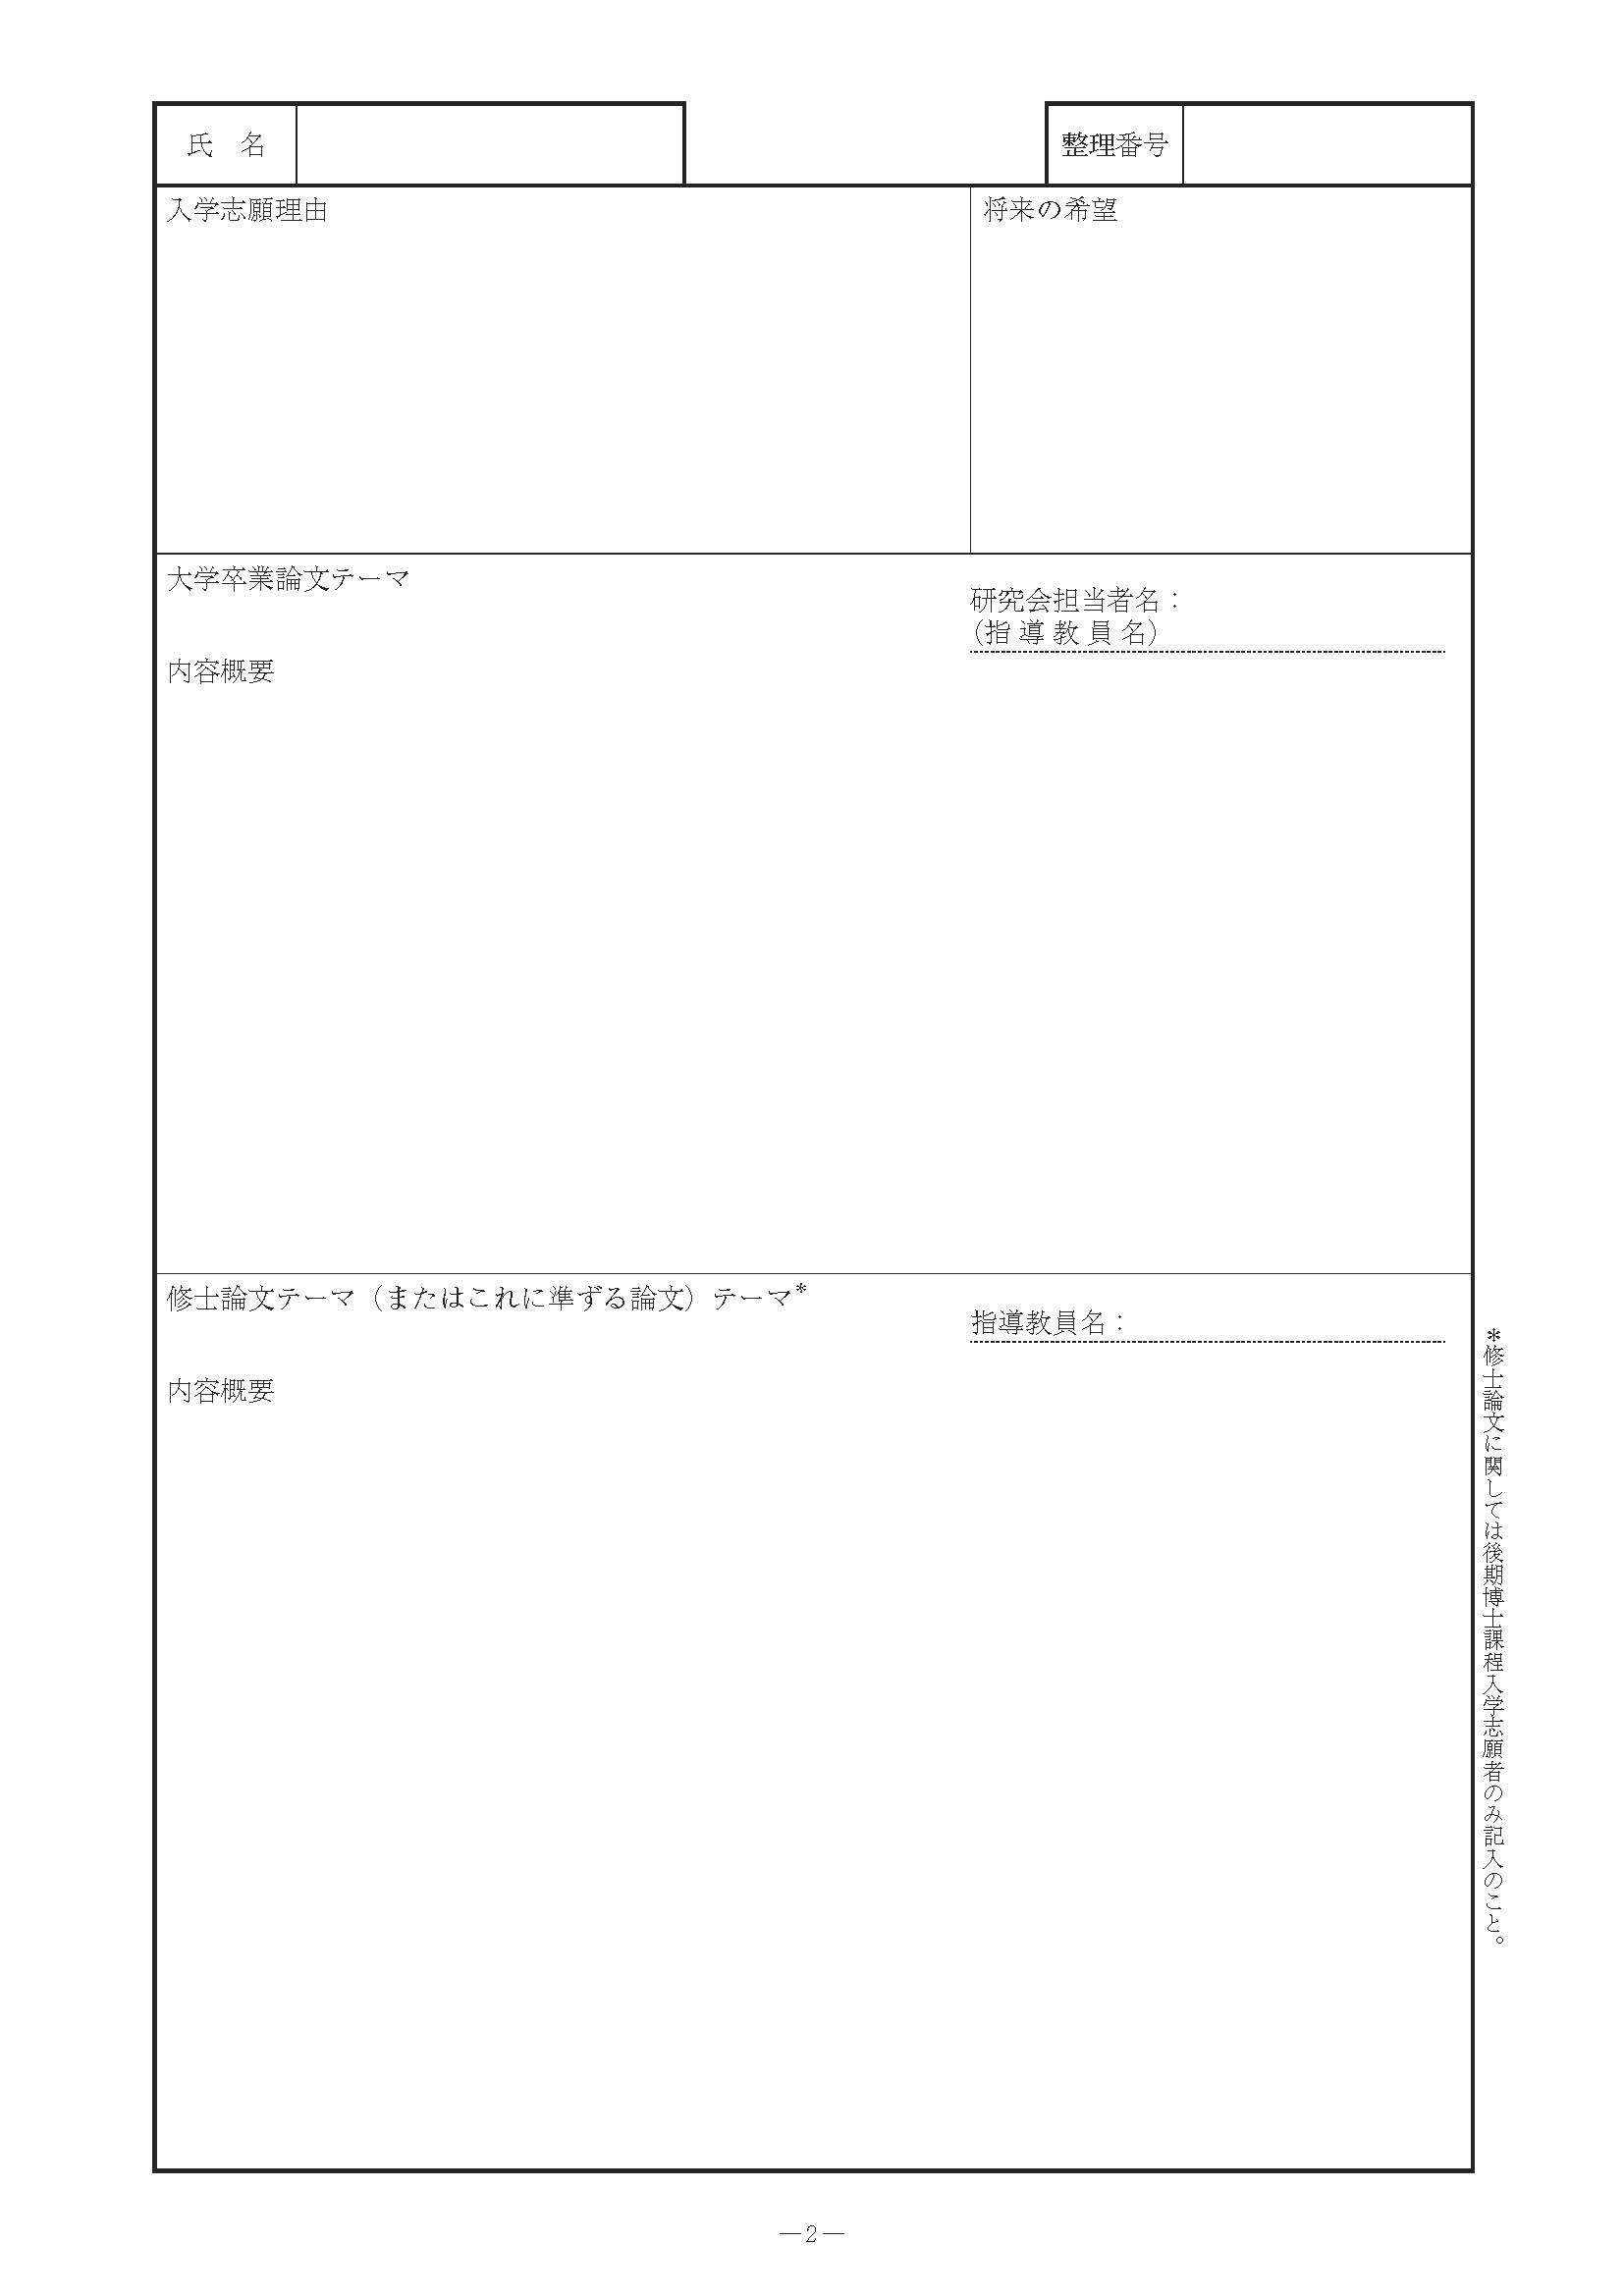 氏　名
整理番号
入学志願理由
将来の希望
大学卒業論文テーマ
研究会担当者名：
（指 導 教 員 名）
内容概要
修士論文テーマ（またはこれに準ずる論文）テーマ*
指導教員名：
内容概要
＊修士論文に関しては後期博士課程入学志願者のみ記入のこと。
―2―